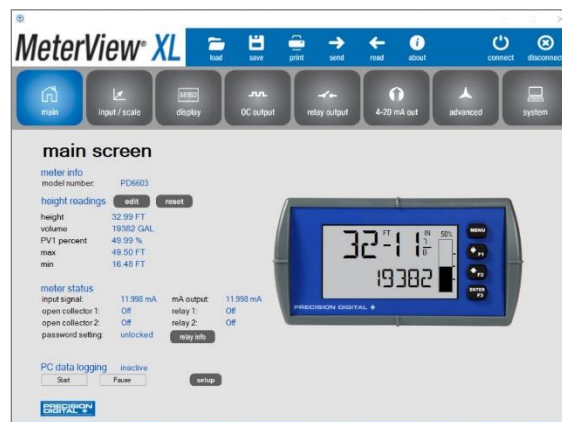 MeterView® XL
load save print send read about connect disconnect
main input / scale display OC output relay output 4-20 mA out advanced system
main screen
meter info
model number: PD6603
height readings edit reset
height 32.99 FT
volume 19382 GAL
PV1 percent 49.99 %
max 49.50 FT
min 16.48 FT
meter status
input signal: 11.998 mA mA output: 11.998 mA
open collector 1: Off relay 1: Off
open collector 2: Off relay 2: Off
password setting: unlocked relay info
PC data logging inactive
Start Pause setup
PRECISION
DIGITAL
FT IN 50%
32-11 7/8
19382
MENU
F1
F2
ENTER
F3
PRECISION DIGITAL